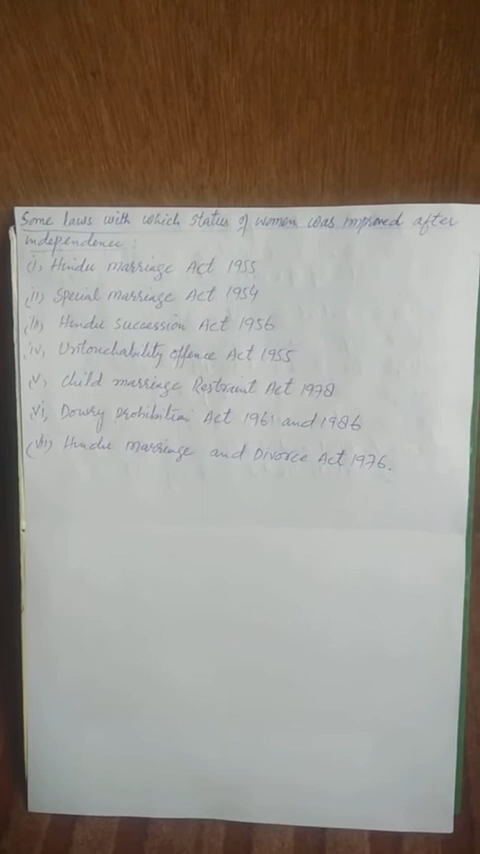 Some laws with which status of women was improved after
independence :
(i) Hindu marriage Act 1955
(ii) Special marriage Act 1954
(iii) Hindu succession Act 1956
(iv) Untouchability offence Act 1955
(v) child marriage Restraint Act 1978
(vi) Dowry prohibition Act 1961 and 1986
(vii) Hindu marriage and Divorce Act 1976.